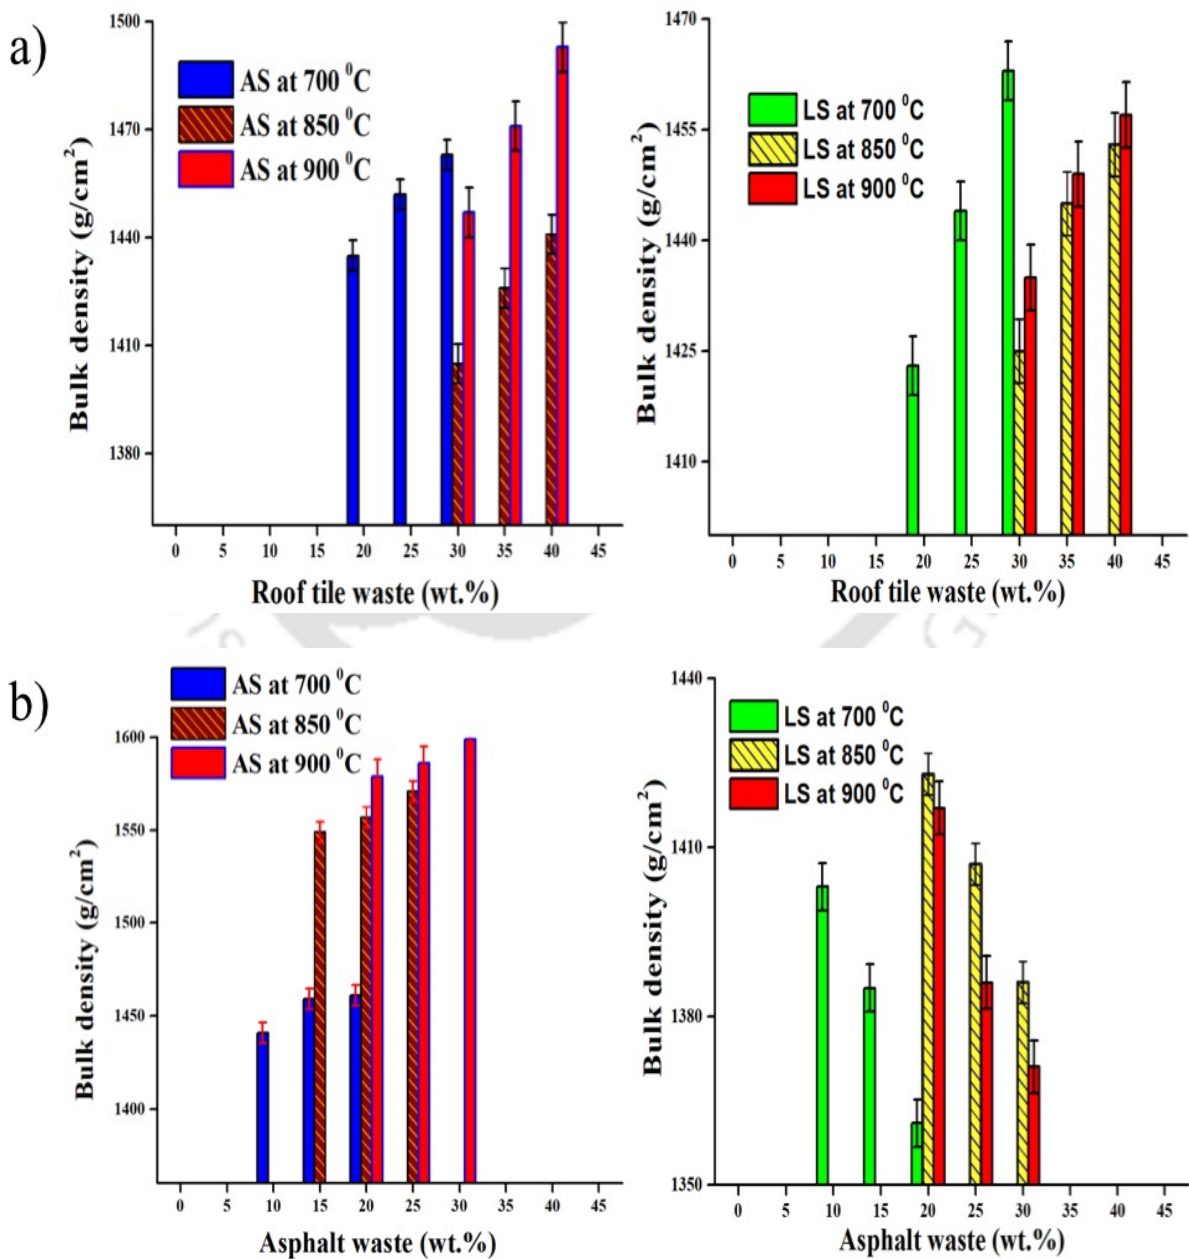 a)
AS at 700 ⁰C
AS at 850 ⁰C
AS at 900 ⁰C
Bulk density (g/cm²)
1500
1470
1440
1410
1380
0 5 10 15 20 25 30 35 40 45
Roof tile waste (wt.%)
LS at 700 ⁰C
LS at 850 ⁰C
LS at 900 ⁰C
Bulk density (g/cm²)
1470
1455
1440
1425
1410
0 5 10 15 20 25 30 35 40 45
Roof tile waste (wt.%)
b)
AS at 700 ⁰C
AS at 850 ⁰C
AS at 900 ⁰C
Bulk density (g/cm²)
1600
1550
1500
1450
1400
0 5 10 15 20 25 30 35 40 45
Asphalt waste (wt.%)
LS at 700 ⁰C
LS at 850 ⁰C
LS at 900 ⁰C
Bulk density (g/cm²)
1440
1410
1380
1350
0 5 10 15 20 25 30 35 40 45
Asphalt waste (wt.%)